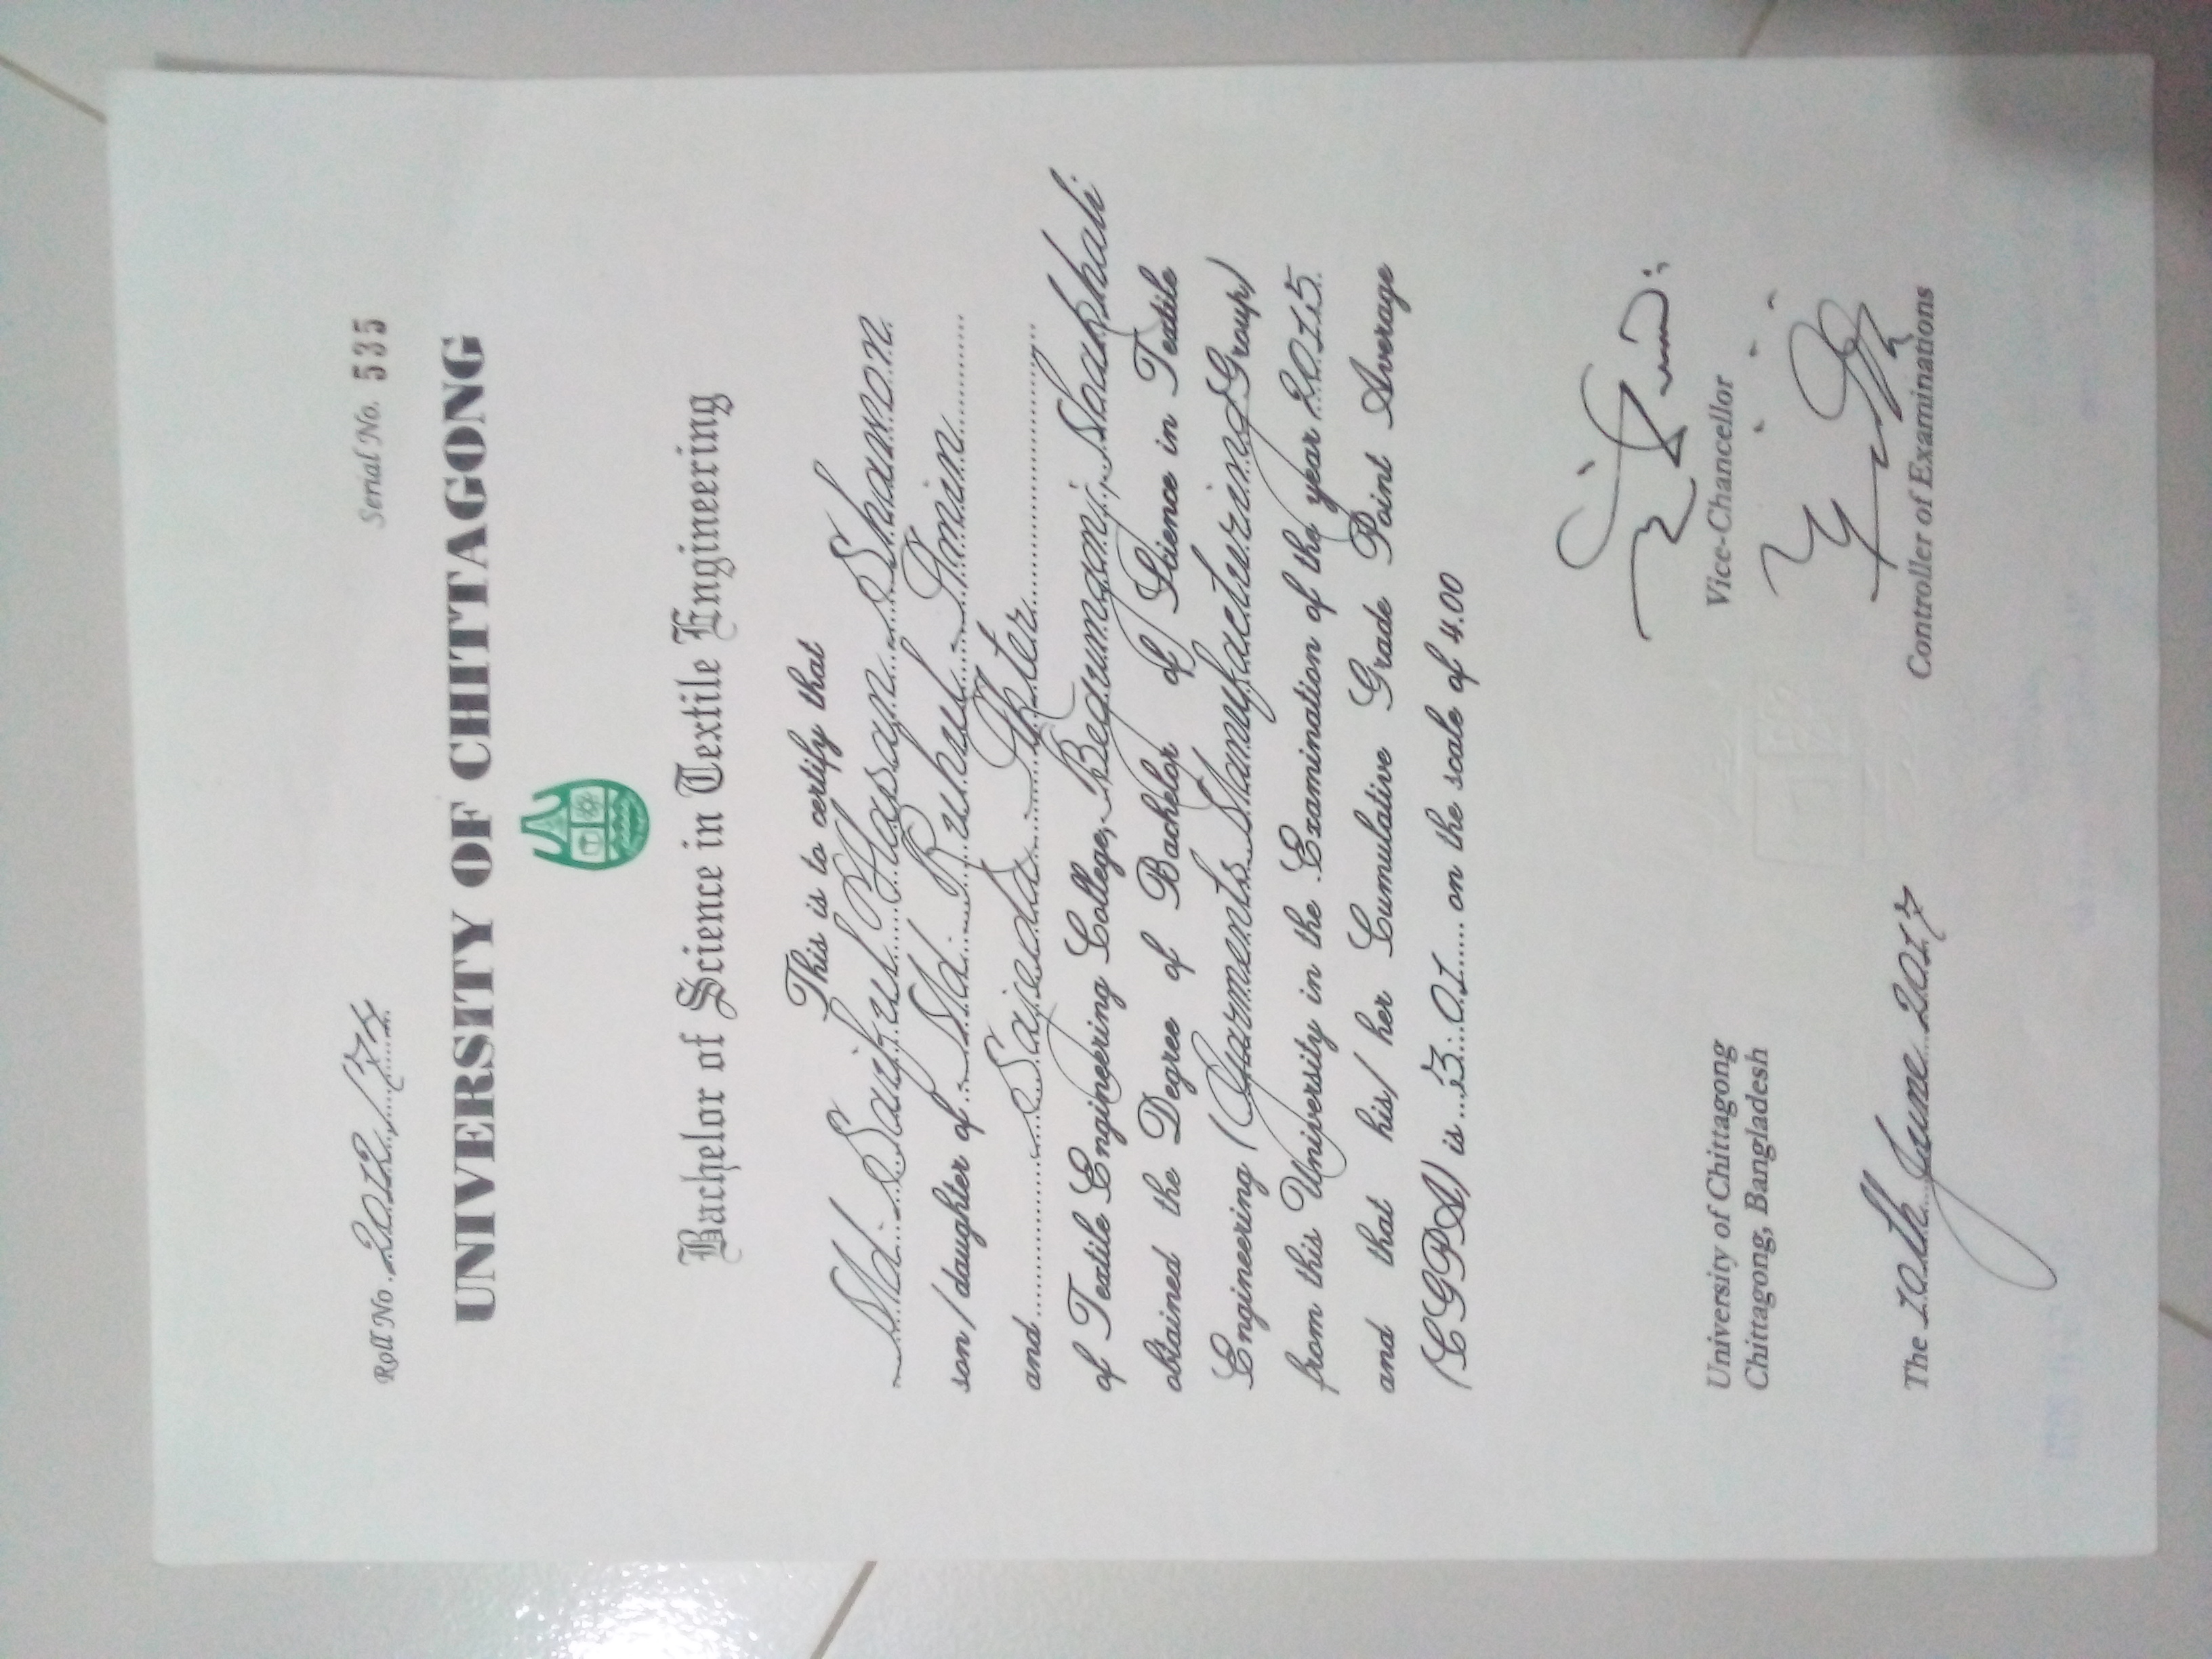 Roll No. 2012/74
Serial No. 535
UNIVERSITY OF CHITTAGONG
Bachelor of Science in Textile Engineering
This is to certify that
Md. Saiful Hasan Shawon
son/daughter of Md. Ruhul Amin
and Sajeda Akter
of Textile Engineering College, Begumganj, Noakhali
obtained the Degree of Bachelor of Science in Textile
Engineering (Garments Manufacturing Group)
from this University in the Examination of the year 2015
and that his/ her Cumulative Grade Point Average
(CGPA) is 3.01 on the scale of 4.00
University of Chittagong
Chittagong, Bangladesh
Vice-Chancellor
The 10th June 2017
Controller of Examinations